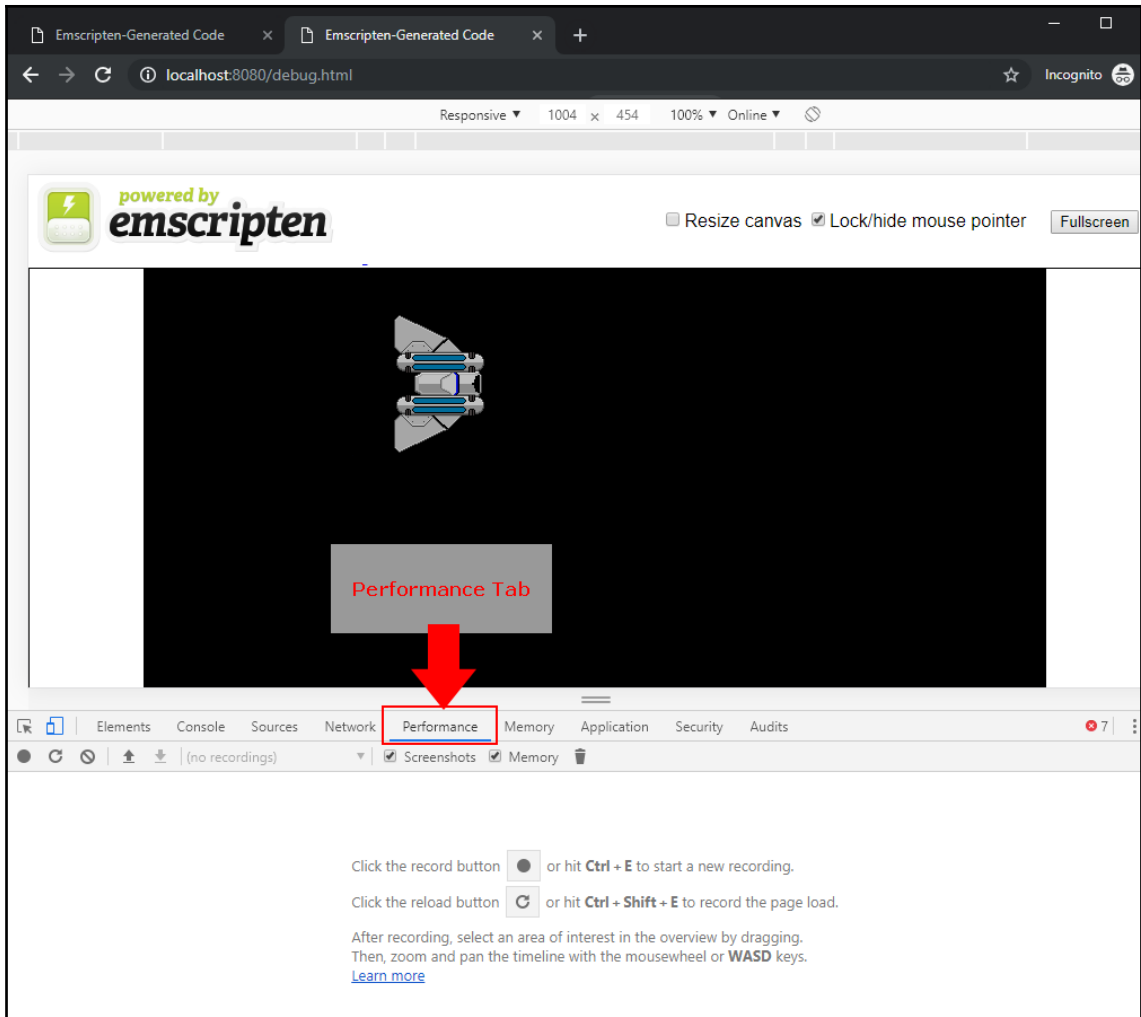 Emscripten-Generated Code Emscripten-Generated Code
localhost:8080/debug.html Incognito
Responsive 1004 x 454 100% Online
powered by
emscripten
Resize canvas Lock/hide mouse pointer Fullscreen
Performance Tab
Elements Console Sources Network Performance Memory Application Security Audits 7
(no recordings) Screenshots Memory
Click the record button or hit Ctrl + E to start a new recording.
Click the reload button or hit Ctrl + Shift + E to record the page load.
After recording, select an area of interest in the overview by dragging.
Then, zoom and pan the timeline with the mousewheel or WASD keys.
Learn more